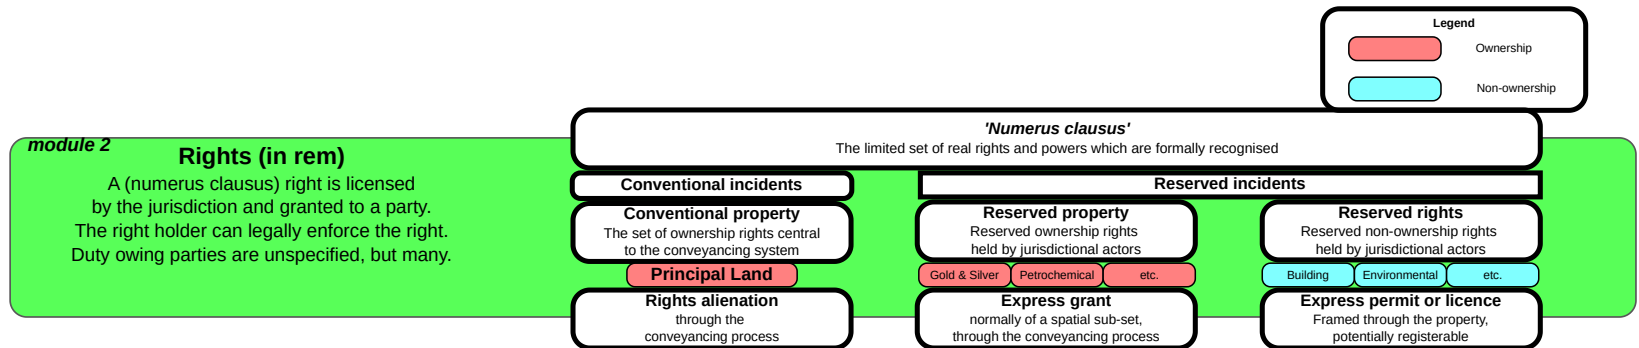 Legend
Ownership
Non-ownership
module 2
Rights (in rem)
A (numerus clausus) right is licensed
by the jurisdiction and granted to a party.
The right holder can legally enforce the right.
Duty owing parties are unspecified, but many.
'Numerus clausus'
The limited set of real rights and powers which are formally recognised
Conventional incidents
Reserved incidents
Conventional property
The set of ownership rights central
to the conveyancing system
Reserved property
Reserved ownership rights
held by jurisdictional actors
Reserved rights
Reserved non-ownership rights
held by jurisdictional actors
Principal Land
Gold & Silver
Petrochemical
etc.
Building
Environmental
etc.
Rights alienation
through the
conveyancing process
Express grant
normally of a spatial sub-set,
through the conveyancing process
Express permit or licence
Framed through the property,
potentially registerable